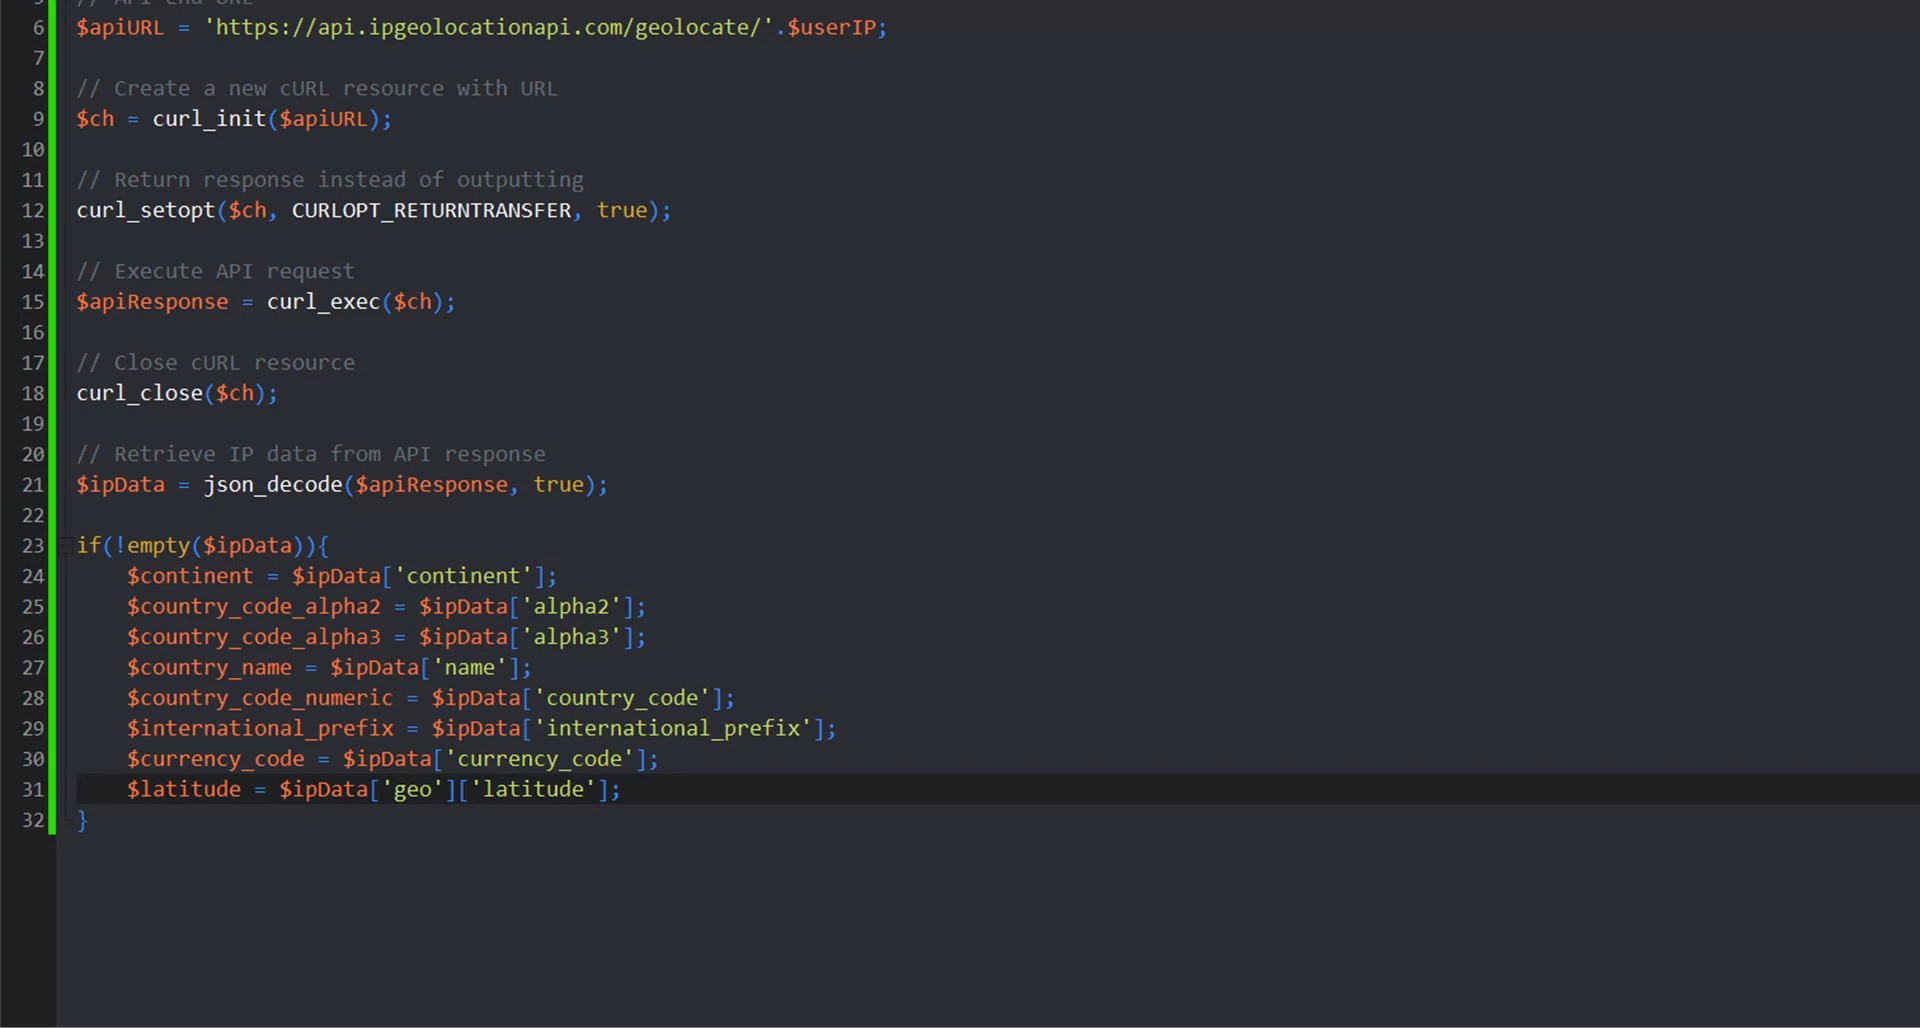 // API end URL
6 $apiURL = 'https://api.ipgeolocationapi.com/geolocate/'.$userIP;
7
8 // Create a new cURL resource with URL
9 $ch = curl_init($apiURL);
10
11 // Return response instead of outputting
12 curl_setopt($ch, CURLOPT_RETURNTRANSFER, true);
13
14 // Execute API request
15 $apiResponse = curl_exec($ch);
16
17 // Close cURL resource
18 curl_close($ch);
19
20 // Retrieve IP data from API response
21 $ipData = json_decode($apiResponse, true);
22
23 if(!empty($ipData)){
24 $continent = $ipData['continent'];
25 $country_code_alpha2 = $ipData['alpha2'];
26 $country_code_alpha3 = $ipData['alpha3'];
27 $country_name = $ipData['name'];
28 $country_code_numeric = $ipData['country_code'];
29 $international_prefix = $ipData['international_prefix'];
30 $currency_code = $ipData['currency_code'];
31 $latitude = $ipData['geo']['latitude'];
32 }